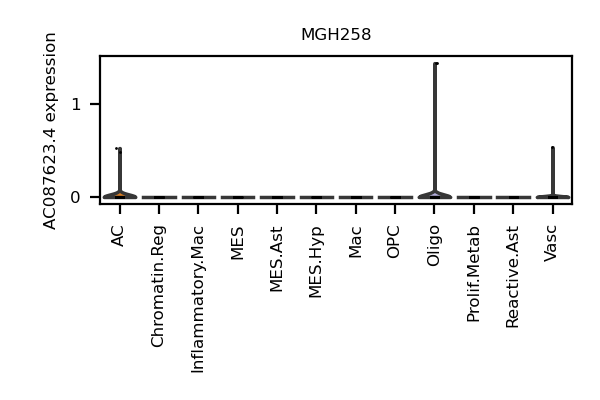 MGH258
AC087623.4 expression
1
0
AC
Chromatin.Reg
Inflammatory.Mac
MES
MES.Ast
MES.Hyp
Mac
OPC
Oligo
Prolif.Metab
Reactive.Ast
Vasc